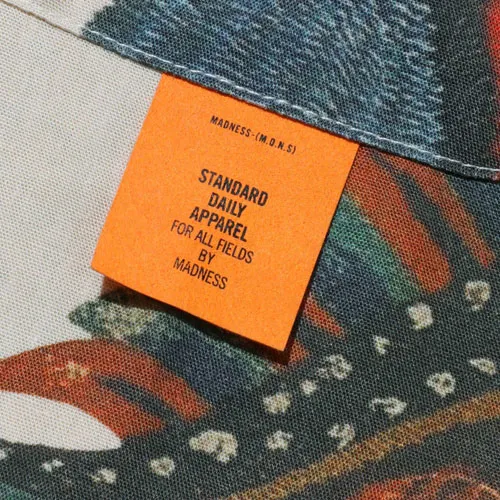 MADNESS-(M.O.N.S)
STANDARD
DAILY
APPAREL
FOR ALL FIELDS
BY
MADNESS